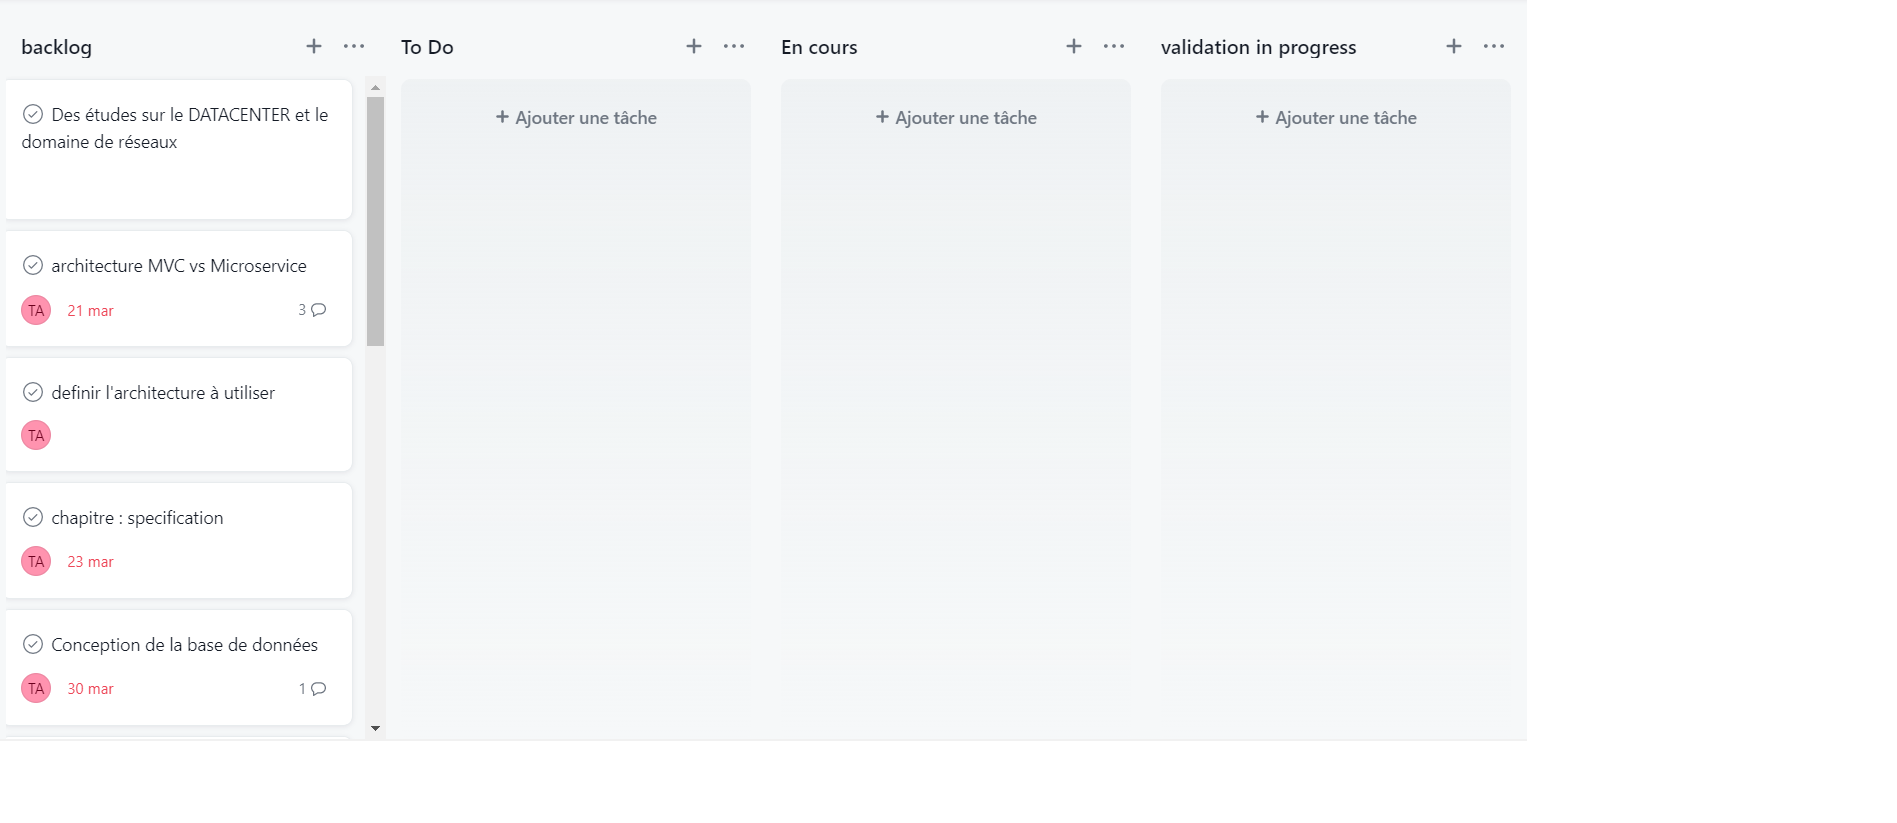 backlog
Des études sur le DATACENTER et le
domaine de réseaux
architecture MVC vs Microservice
TA 21 mar 3
definir l'architecture à utiliser
TA
chapitre : specification
TA 23 mar
Conception de la base de données
TA 30 mar 1
To Do
+ Ajouter une tâche
En cours
+ Ajouter une tâche
validation in progress
+ Ajouter une tâche